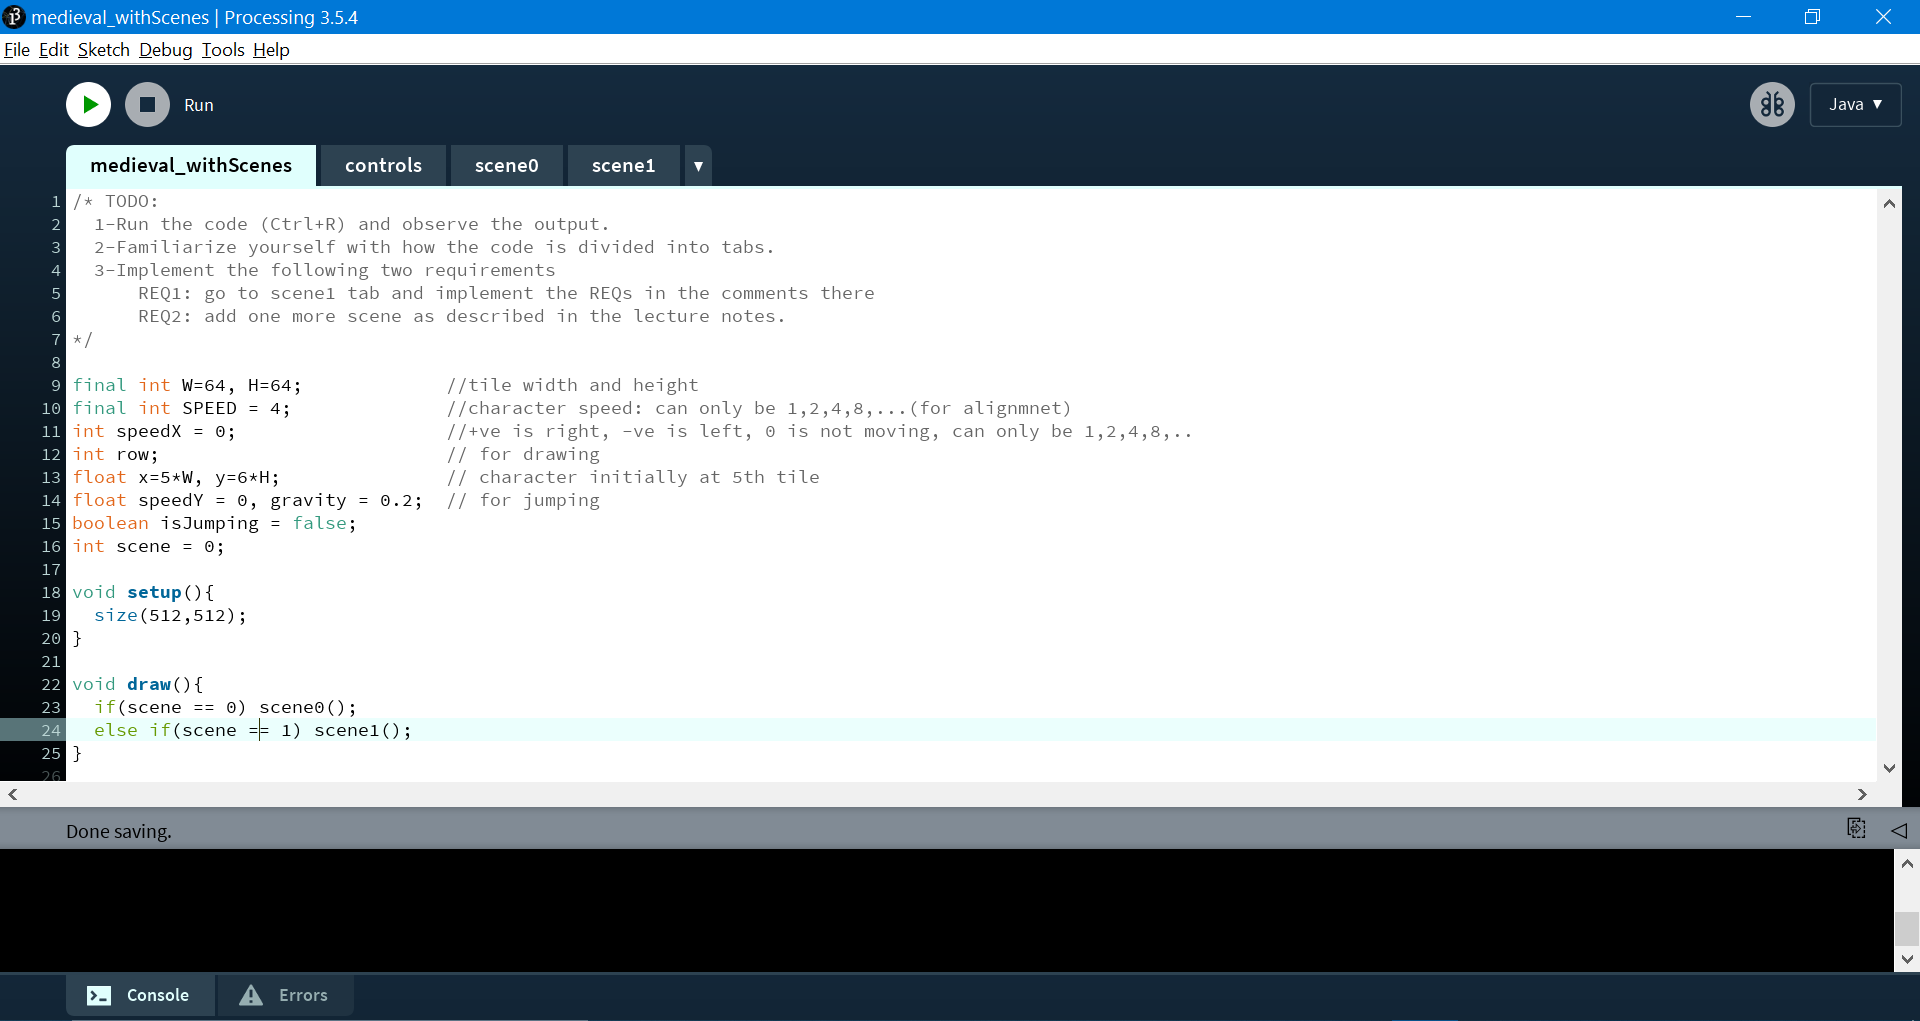 medieval_withScenes | Processing 3.5.4
File Edit Sketch Debug Tools Help
Run
Java ▼
medieval_withScenes controls scene0 scene1 ▼
1 /* TODO:
2   1-Run the code (Ctrl+R) and observe the output.
3   2-Familiarize yourself with how the code is divided into tabs.
4   3-Implement the following two requirements
5       REQ1: go to scene1 tab and implement the REQs in the comments there
6       REQ2: add one more scene as described in the lecture notes.
7 */
8
9 final int W=64, H=64;             //tile width and height
10 final int SPEED = 4;              //character speed: can only be 1,2,4,8,...(for alignmnet)
11 int speedX = 0;                   //+ve is right, -ve is left, 0 is not moving, can only be 1,2,4,8,..
12 int row;                          // for drawing
13 float x=5*W, y=6*H;               // character initially at 5th tile
14 float speedY = 0, gravity = 0.2;  // for jumping
15 boolean isJumping = false;
16 int scene = 0;
17
18 void setup(){
19   size(512,512);
20 }
21
22 void draw(){
23   if(scene == 0) scene0();
24   else if(scene == 1) scene1();
25 }
26
Done saving.
Console Errors